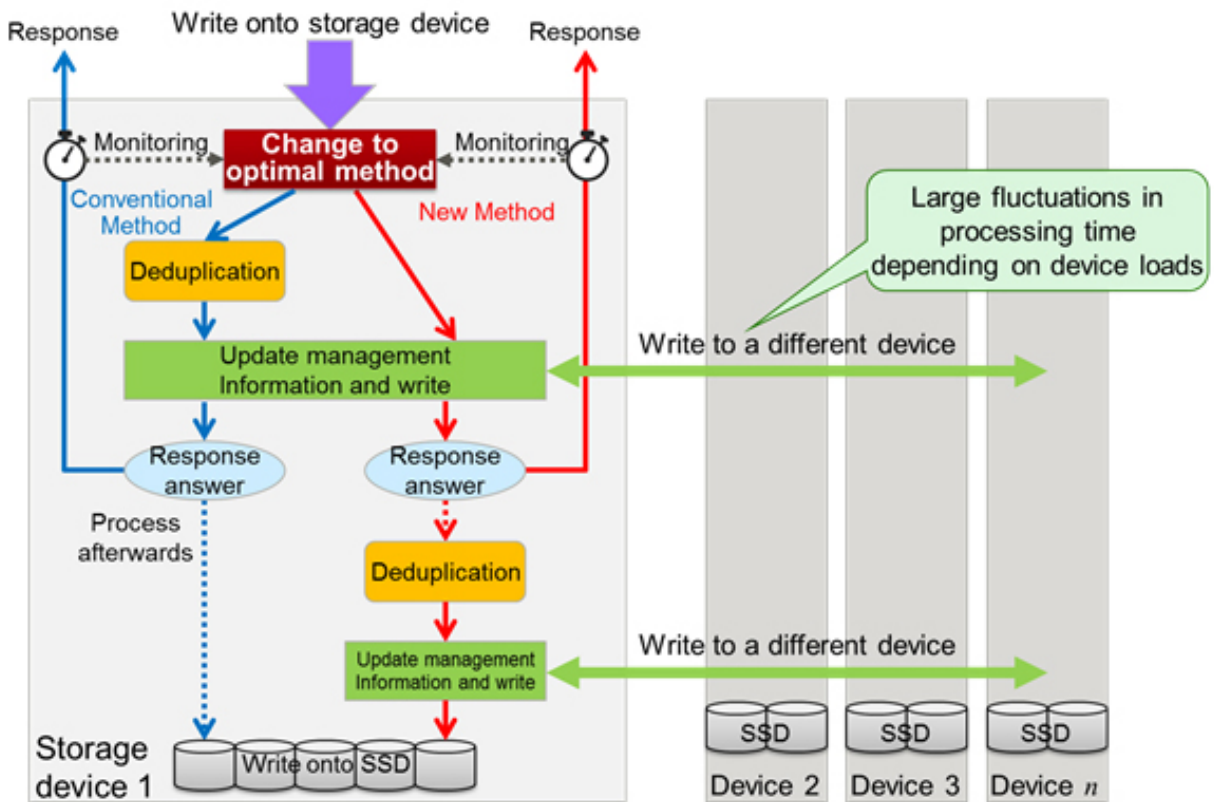 Write onto storage device
Response
Response
Monitoring
Change to
optimal method
Monitoring
Conventional
Method
New Method
Large fluctuations in
processing time
depending on device loads
Deduplication
Write to a different device
Update management
Information and write
Response
answer
Response
answer
Process
afterwards
Deduplication
Write to a different device
Update management
Information and write
Storage
device 1
Write onto SSD
SSD
SSD
SSD
Device 2
Device 3
Device n